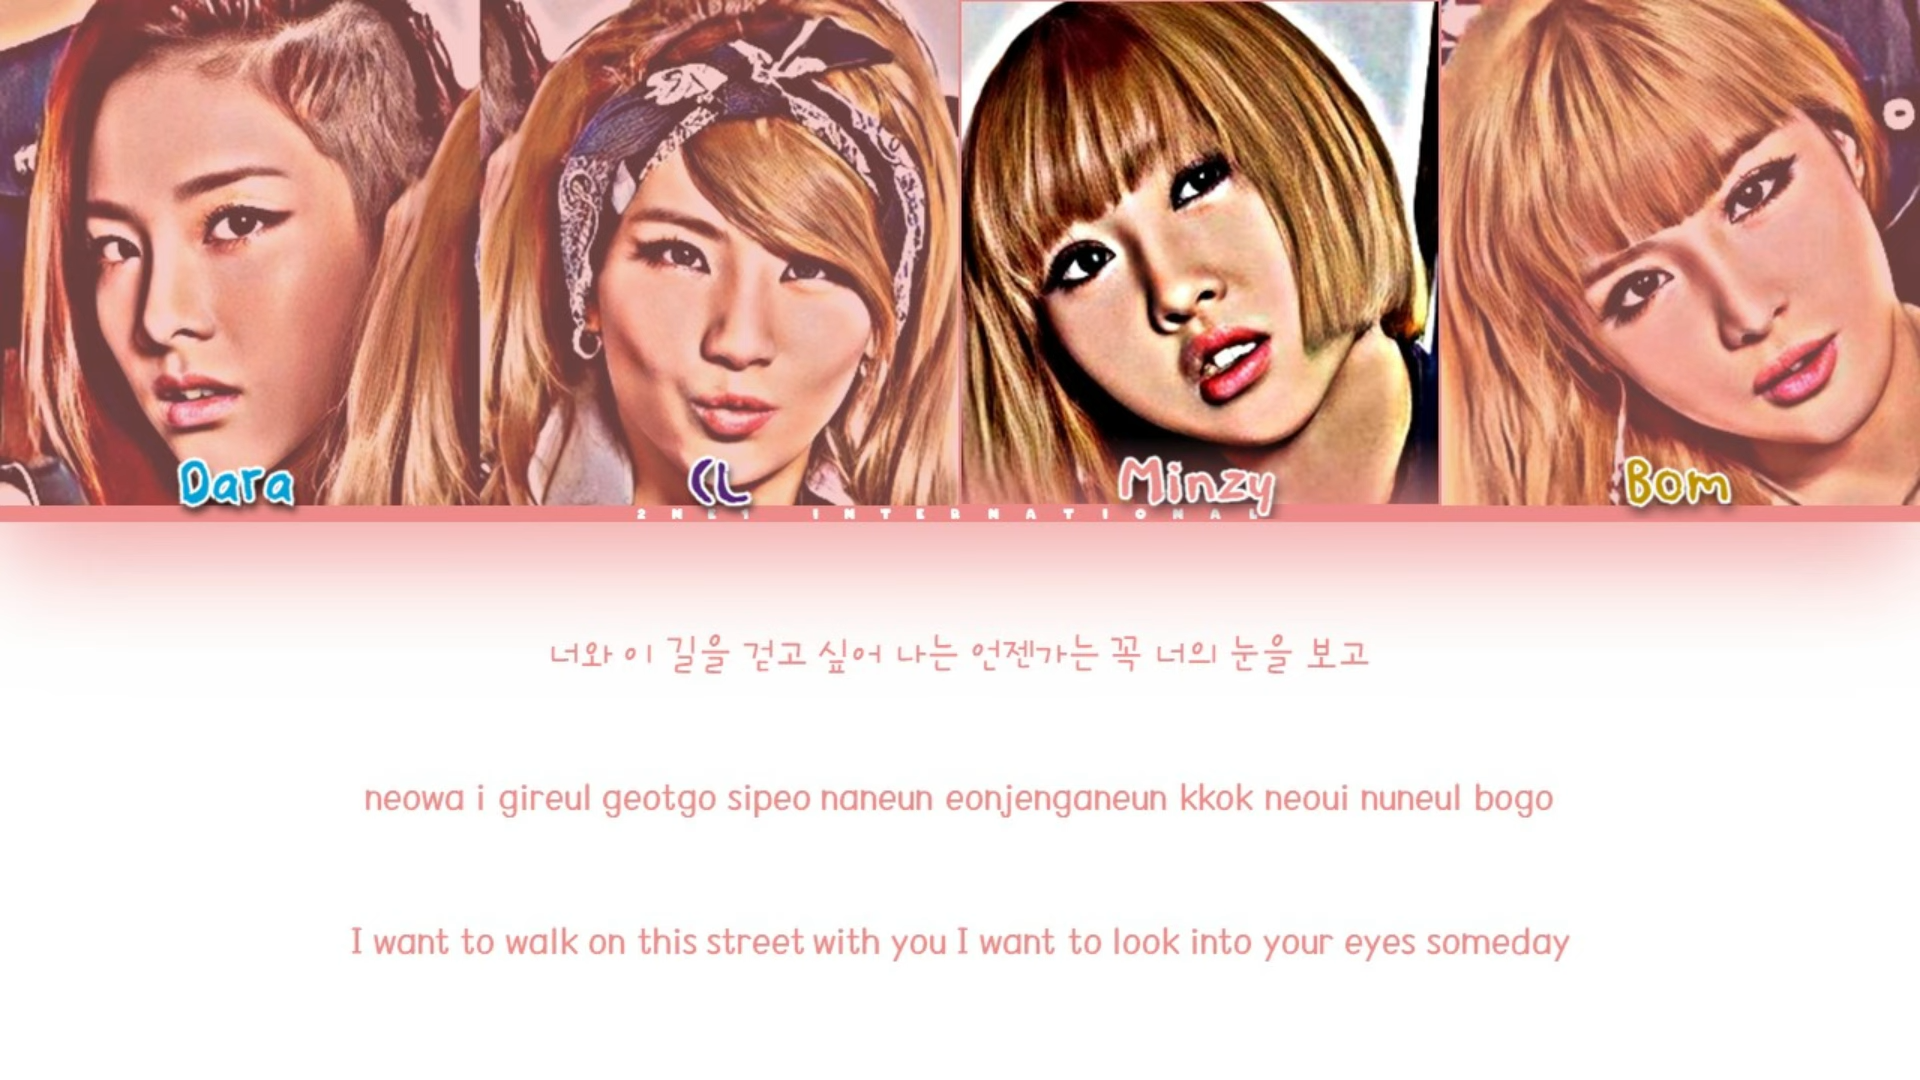 Dara CL Minzy Bom
2NE1 INTERNATIONAL
너와 이 길을 걷고 싶어 나는 언젠가는 꼭 너의 눈을 보고
neowa i gireul geotgo sipeo naneun eonjenganeun kkok neoui nuneul bogo
I want to walk on this street with you I want to look into your eyes someday